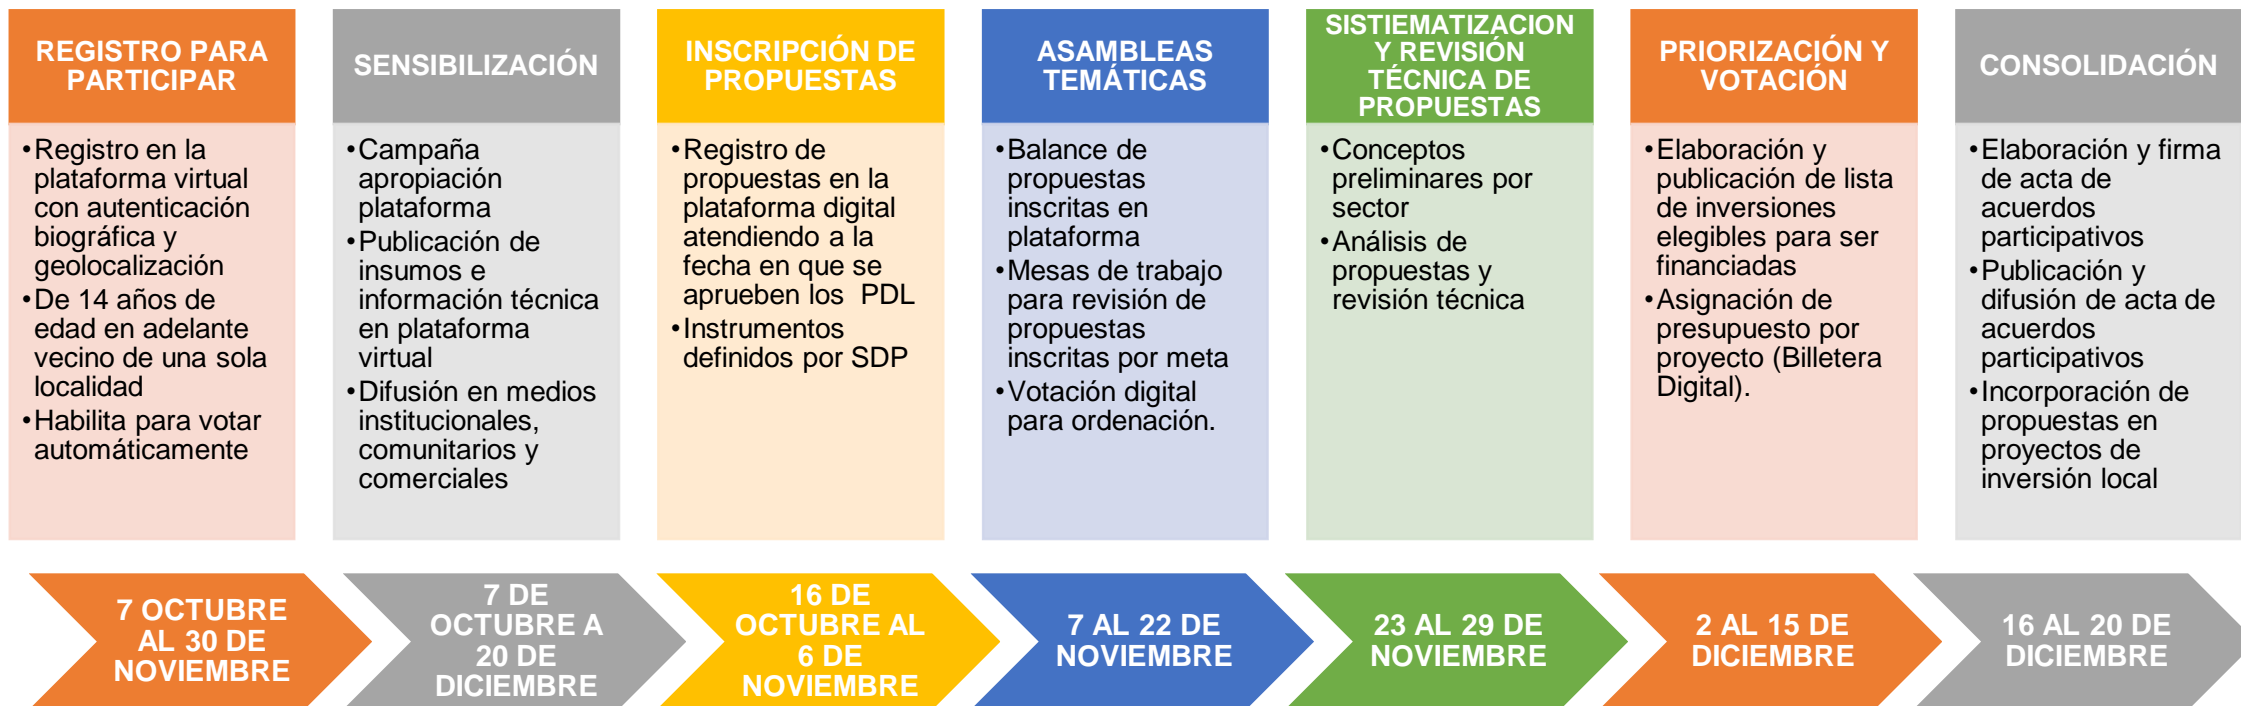 REGISTRO PARA
PARTICIPAR
•Registro en la
plataforma virtual
con autenticación
biográfica y
geolocalización
•De 14 años de
edad en adelante
vecino de una sola
localidad
•Habilita para votar
automáticamente
SENSIBILIZACIÓN
•Campaña
apropiación
plataforma
•Publicación de
insumos e
información técnica
en plataforma
virtual
•Difusión en medios
institucionales,
comunitarios y
comerciales
INSCRIPCIÓN DE
PROPUESTAS
•Registro de
propuestas en la
plataforma digital
atendiendo a la
fecha en que se
aprueben los PDL
•Instrumentos
definidos por SDP
ASAMBLEAS
TEMÁTICAS
•Balance de
propuestas
inscritas en
plataforma
•Mesas de trabajo
para revisión de
propuestas
inscritas por meta
•Votación digital
para ordenación.
SISTIEMATIZACION
Y REVISIÓN
TÉCNICA DE
PROPUESTAS
•Conceptos
preliminares por
sector
•Análisis de
propuestas y
revisión técnica
PRIORIZACIÓN Y
VOTACIÓN
•Elaboración y
publicación de lista
de inversiones
elegibles para ser
financiadas
•Asignación de
presupuesto por
proyecto (Billetera
Digital).
CONSOLIDACIÓN
•Elaboración y firma
de acta de
acuerdos
participativos
•Publicación y
difusión de acta de
acuerdos
participativos
•Incorporación de
propuestas en
proyectos de
inversión local
7 OCTUBRE
AL 30 DE
NOVIEMBRE
7 DE
OCTUBRE A
20 DE
DICIEMBRE
16 DE
OCTUBRE AL
6 DE
NOVIEMBRE
7 AL 22 DE
NOVIEMBRE
23 AL 29 DE
NOVIEMBRE
2 AL 15 DE
DICIEMBRE
16 AL 20 DE
DICIEMBRE